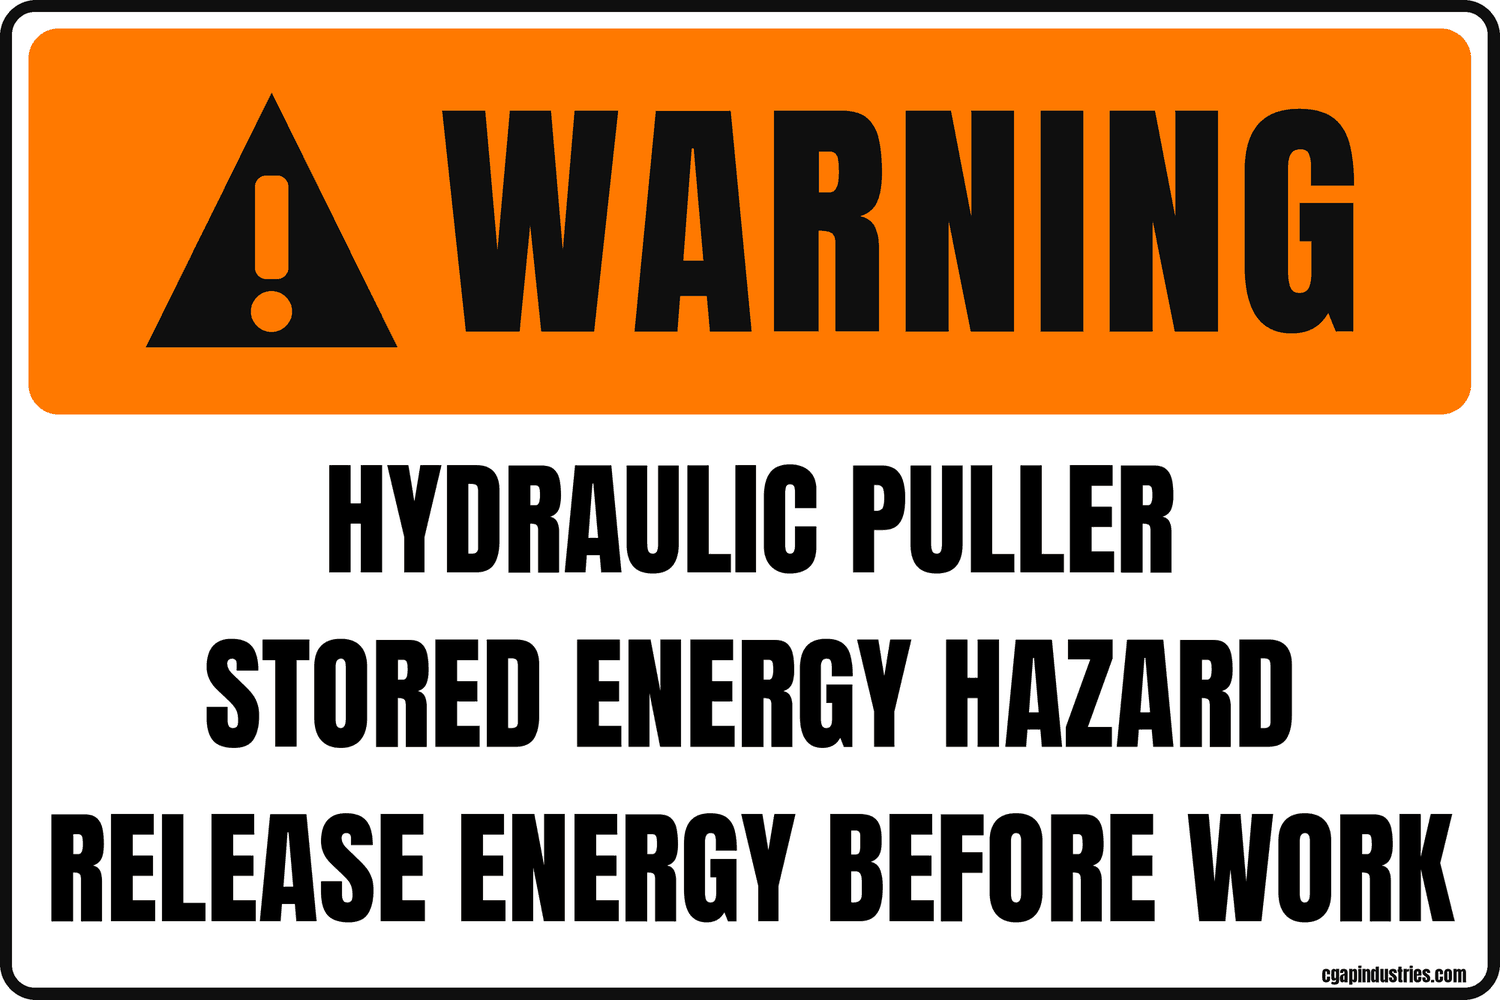 WARNING
HYDRAULIC PULLER
STORED ENERGY HAZARD
RELEASE ENERGY BEFORE WORK
cgapindustries.com